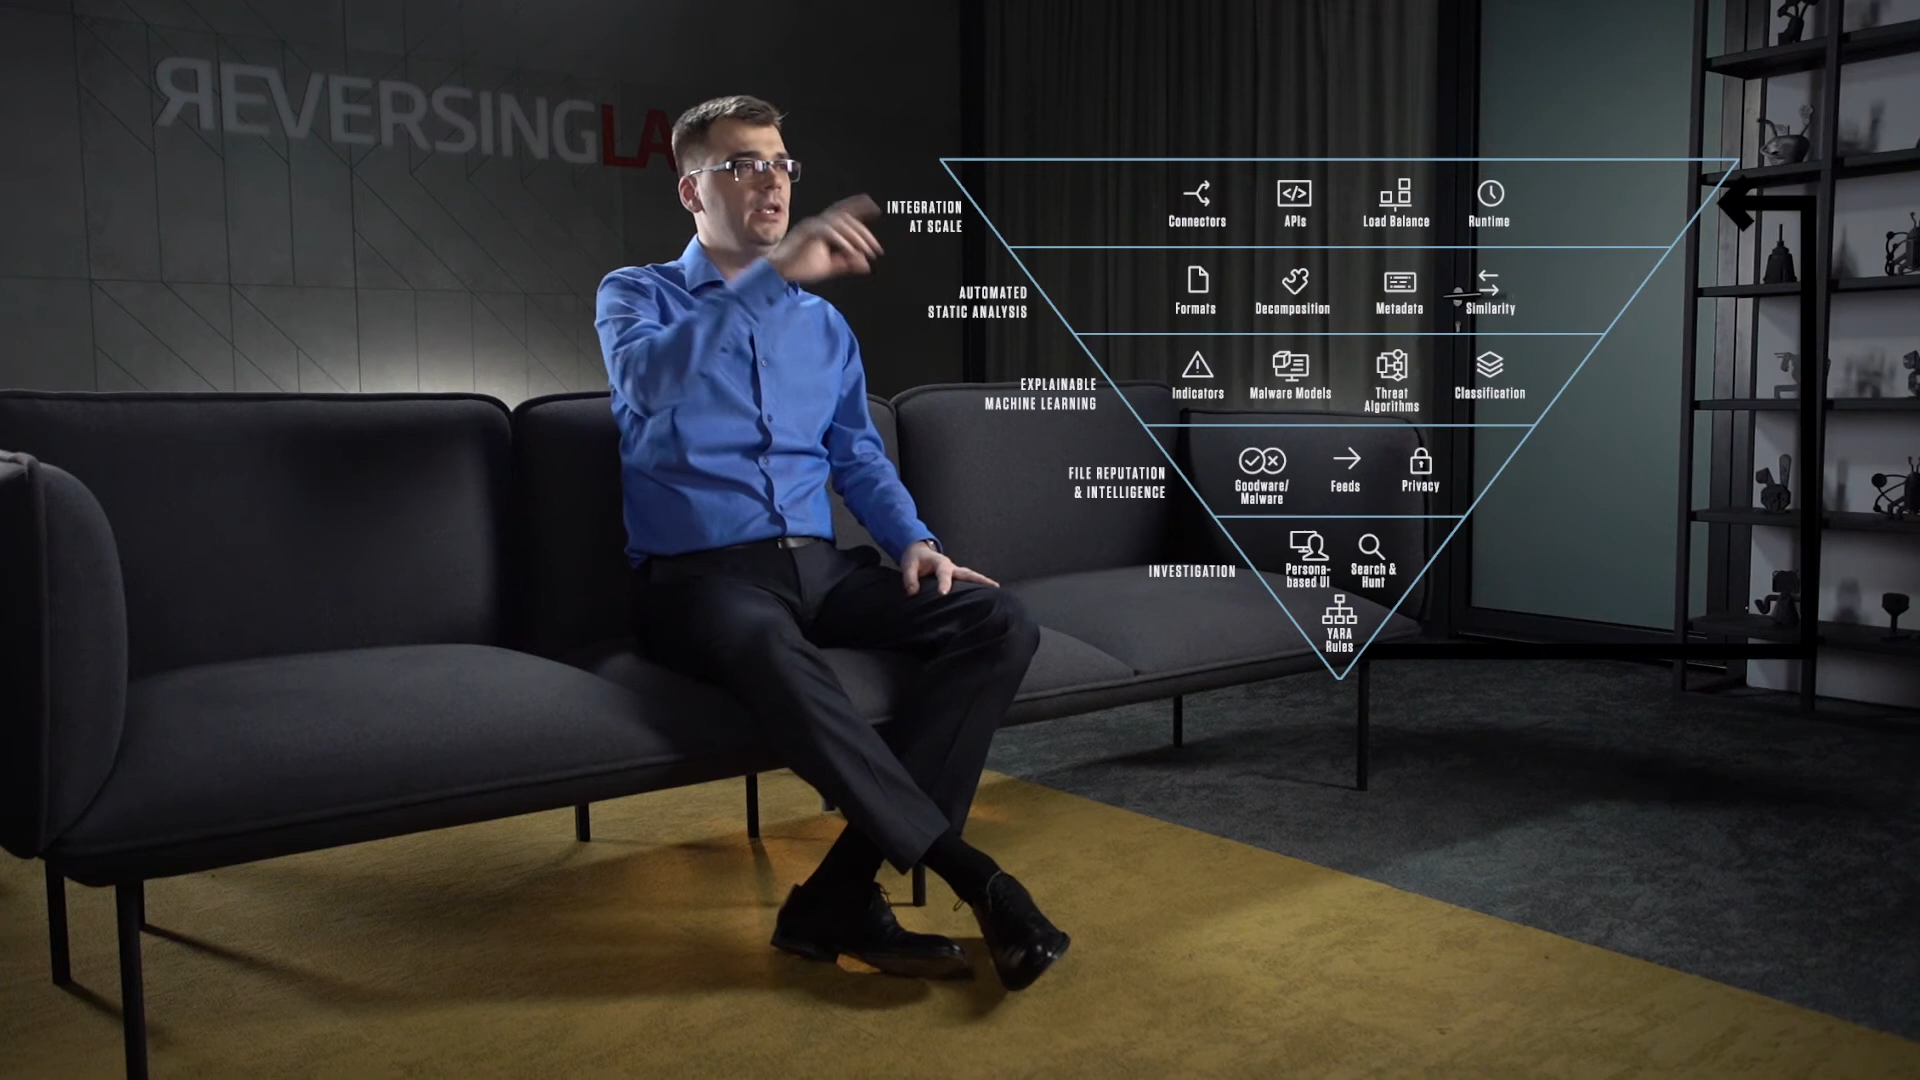 REVERSINGLA
INTEGRATION
AT SCALE
Connectors
APIs
Load Balance
Runtime
AUTOMATED
STATIC ANALYSIS
Formats
Decomposition
Metadata
Similarity
EXPLAINABLE
MACHINE LEARNING
Indicators
Malware Models
Threat
Algorithms
Classification
FILE REPUTATION
& INTELLIGENCE
Goodware/
Malware
Feeds
Privacy
INVESTIGATION
Persona-
based UI
Search &
Hunt
YARA
Rules